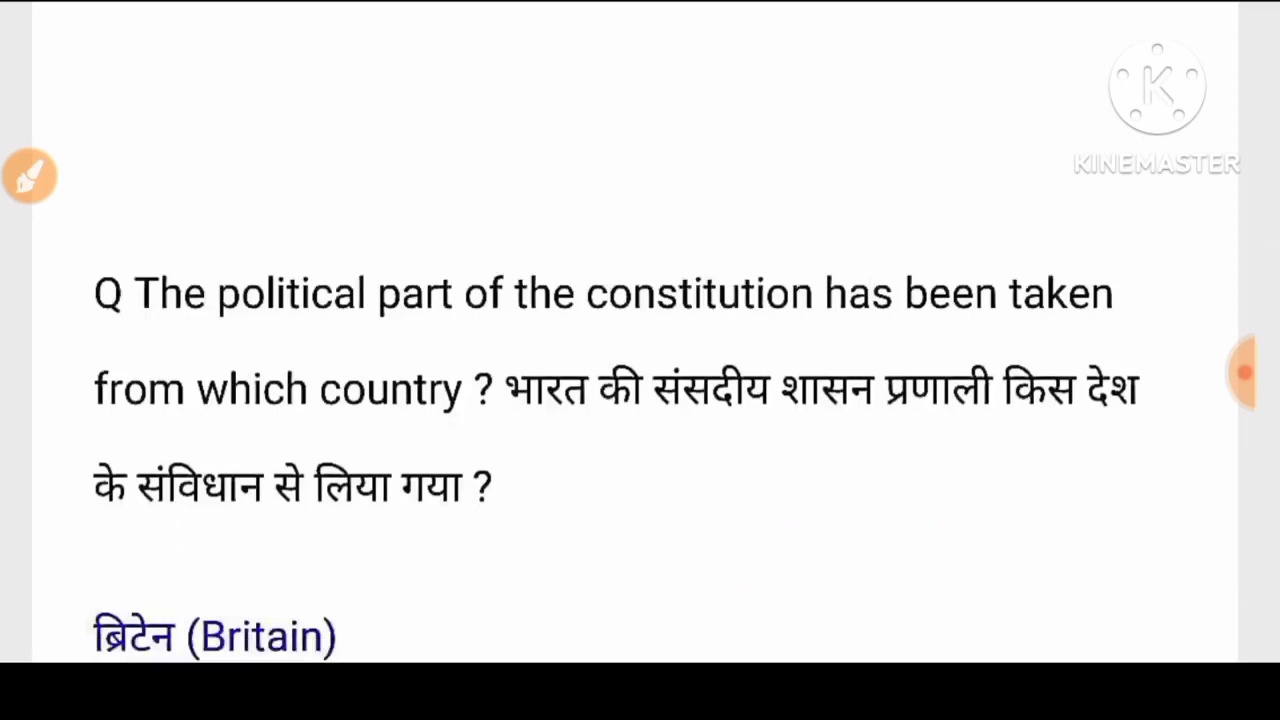 K
KINEMASTER
Q The political part of the constitution has been taken
from which country ? भारत की संसदीय शासन प्रणाली किस देश
के संविधान से लिया गया ?
ब्रिटेन (Britain)